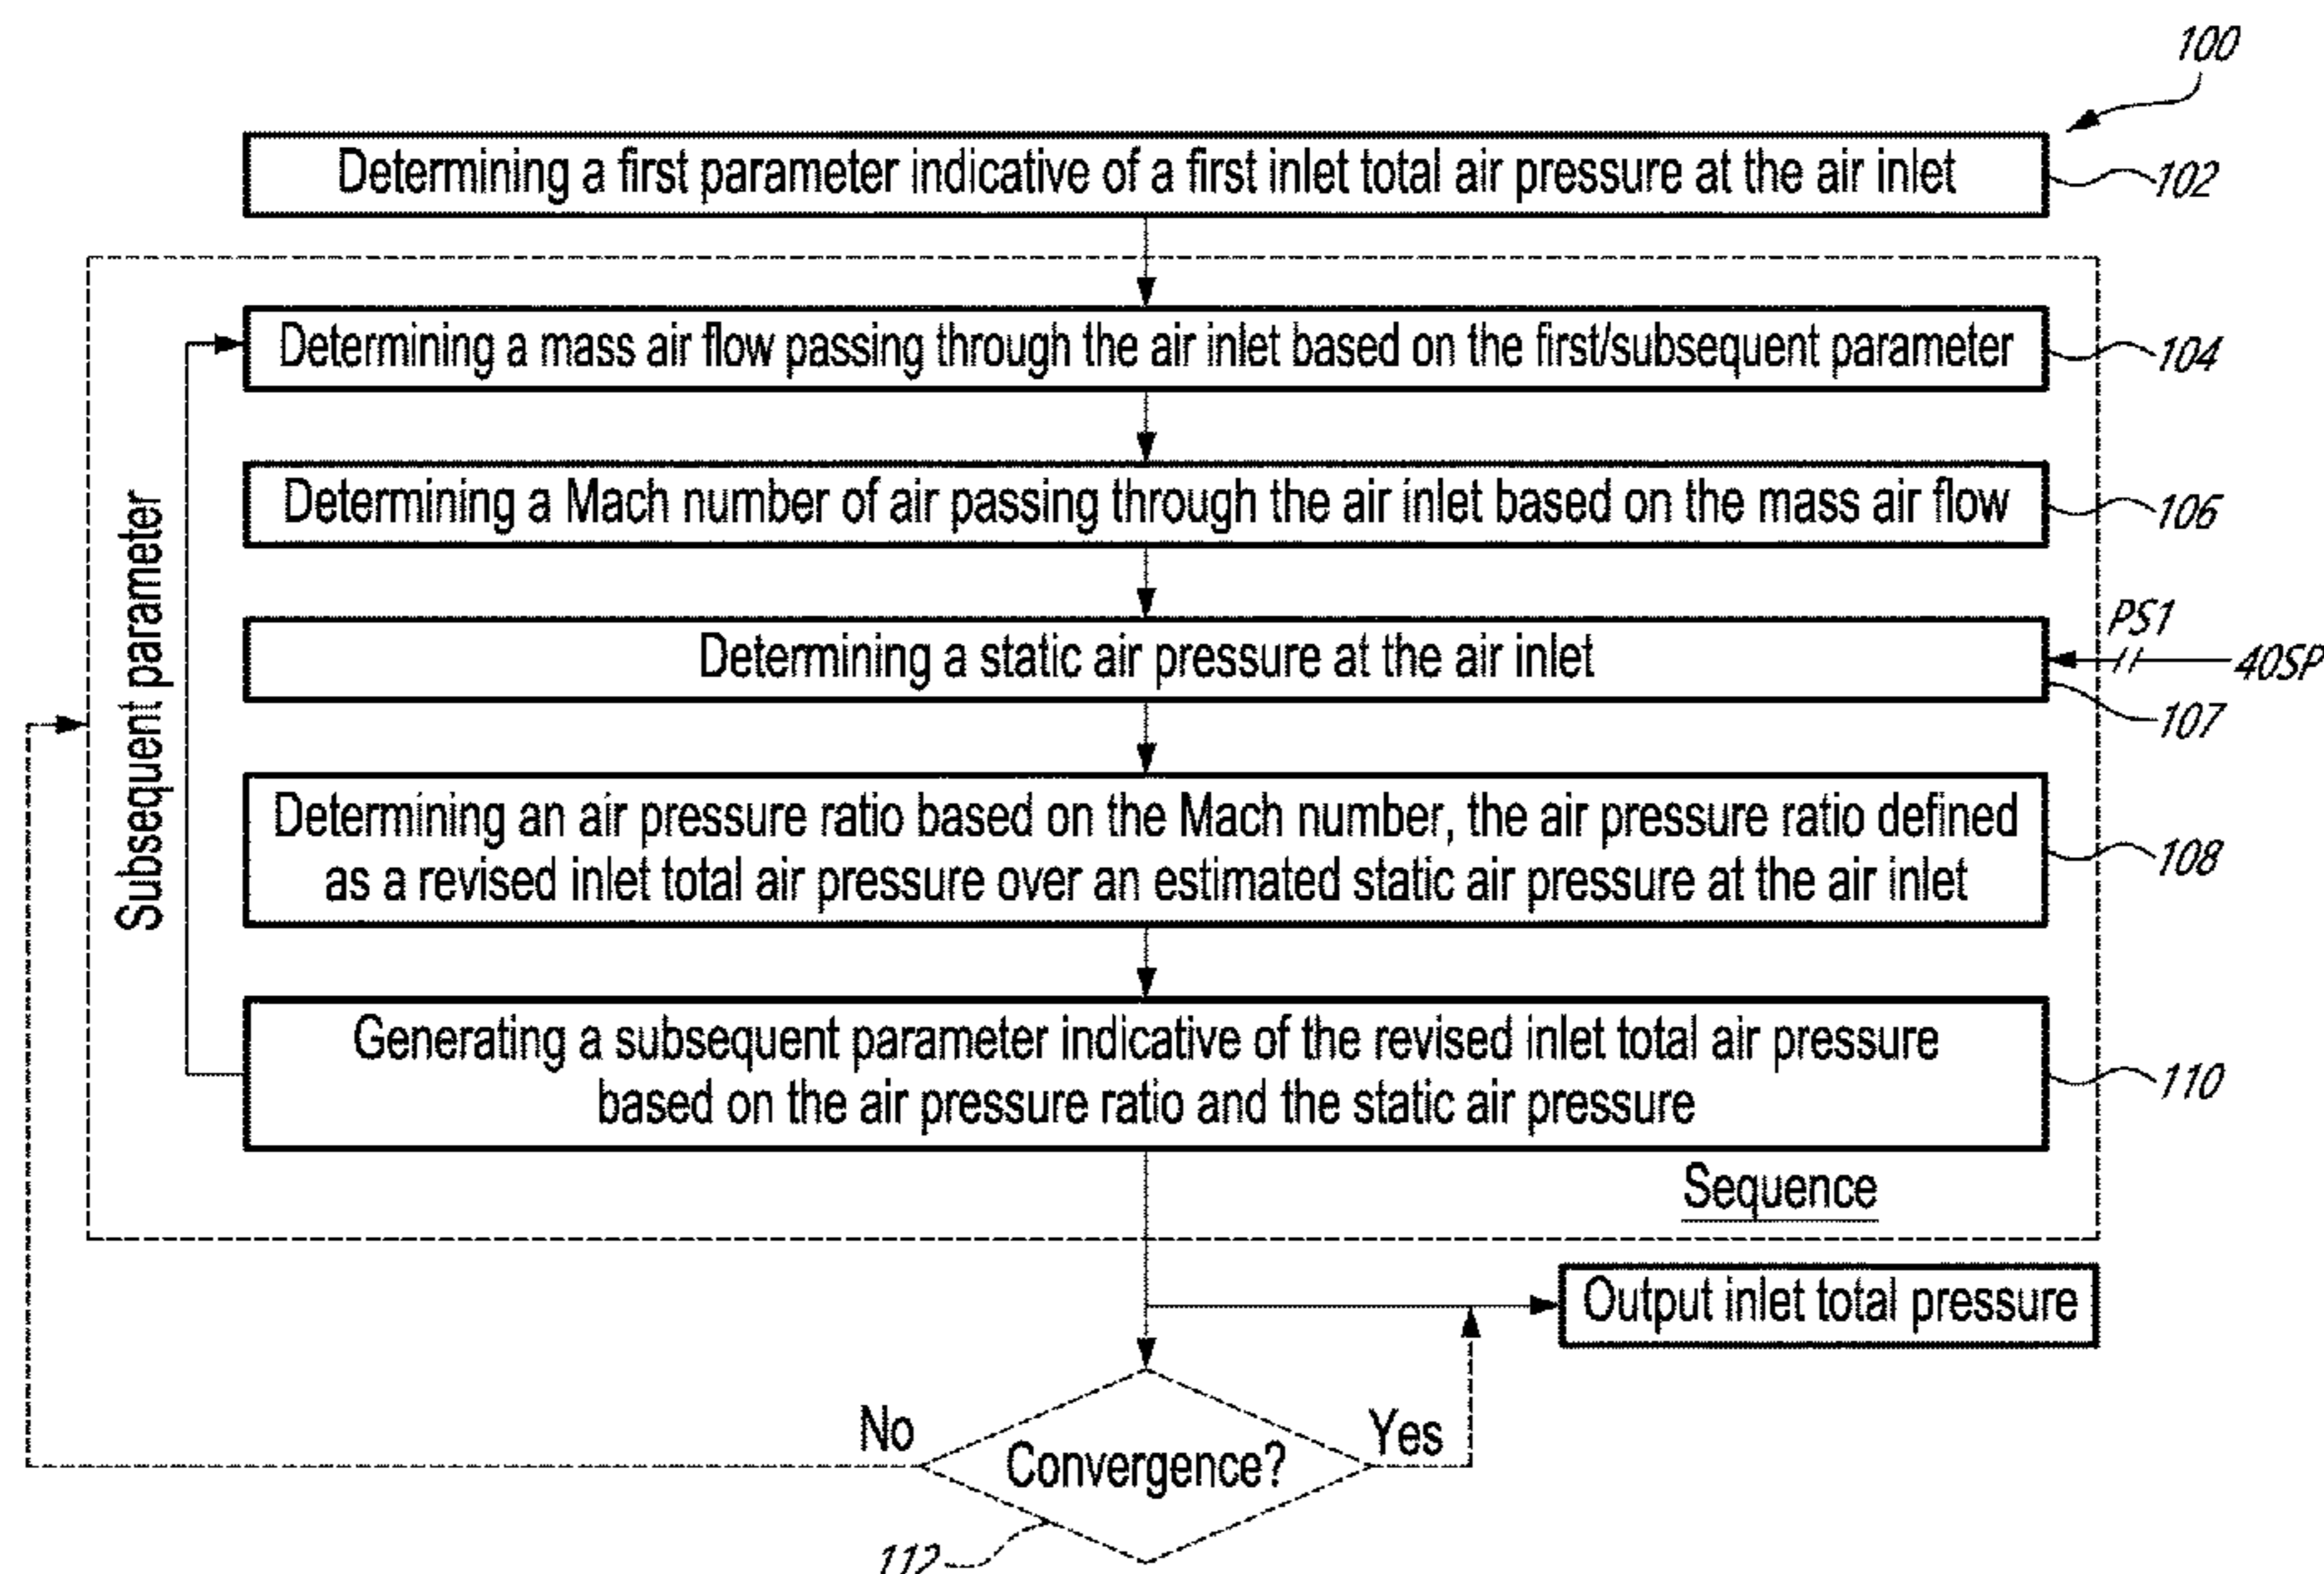 100
Determining a first parameter indicative of a first inlet total air pressure at the air inlet
102
Determining a mass air flow passing through the air inlet based on the first/subsequent parameter
104
Subsequent parameter
Determining a Mach number of air passing through the air inlet based on the mass air flow
106
Determining a static air pressure at the air inlet
PS1
40SP
107
Determining an air pressure ratio based on the Mach number, the air pressure ratio defined
as a revised inlet total air pressure over an estimated static air pressure at the air inlet
108
Generating a subsequent parameter indicative of the revised inlet total air pressure
based on the air pressure ratio and the static air pressure
110
Sequence
Output inlet total pressure
No
Convergence?
Yes
112